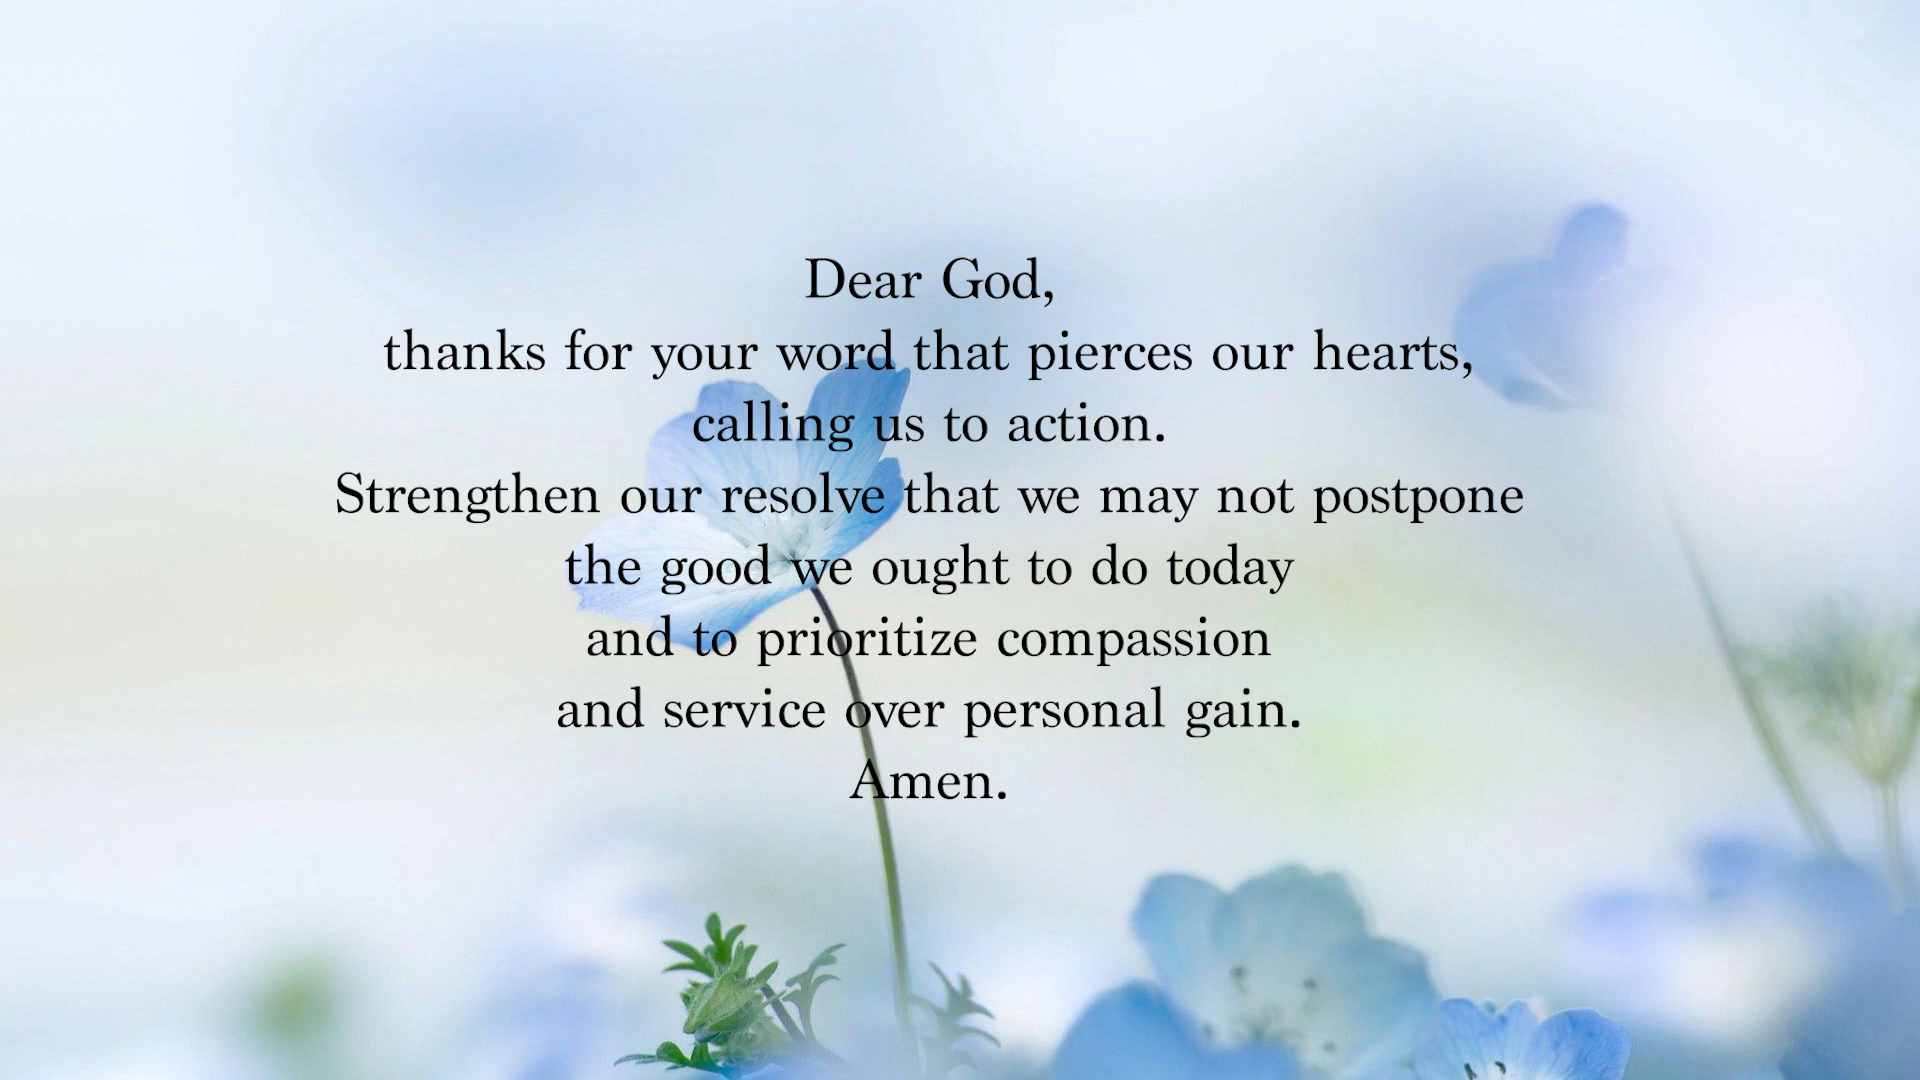 Dear God,
thanks for your word that pierces our hearts,
calling us to action.
Strengthen our resolve that we may not postpone
the good we ought to do today
and to prioritize compassion
and service over personal gain.
Amen.